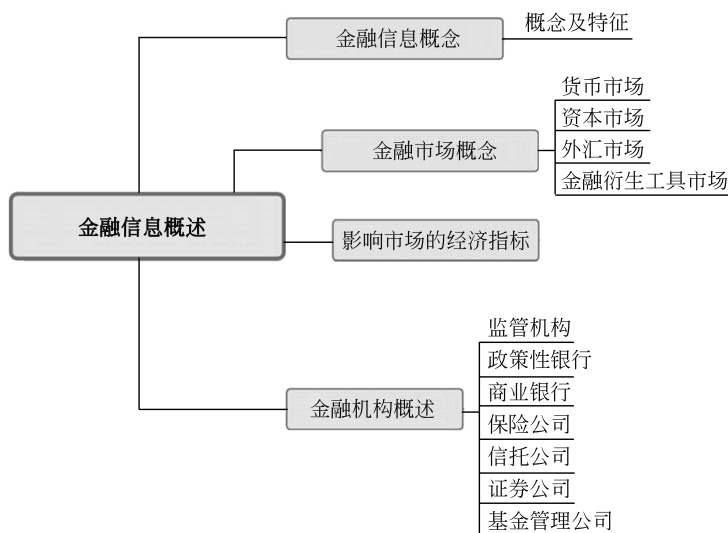 金融信息概念
概念及特征
货币市场
资本市场
金融市场概念
外汇市场
金融衍生工具市场
金融信息概述
影响市场的经济指标
监管机构
政策性银行
商业银行
金融机构概述
保险公司
信托公司
证券公司
基金管理公司